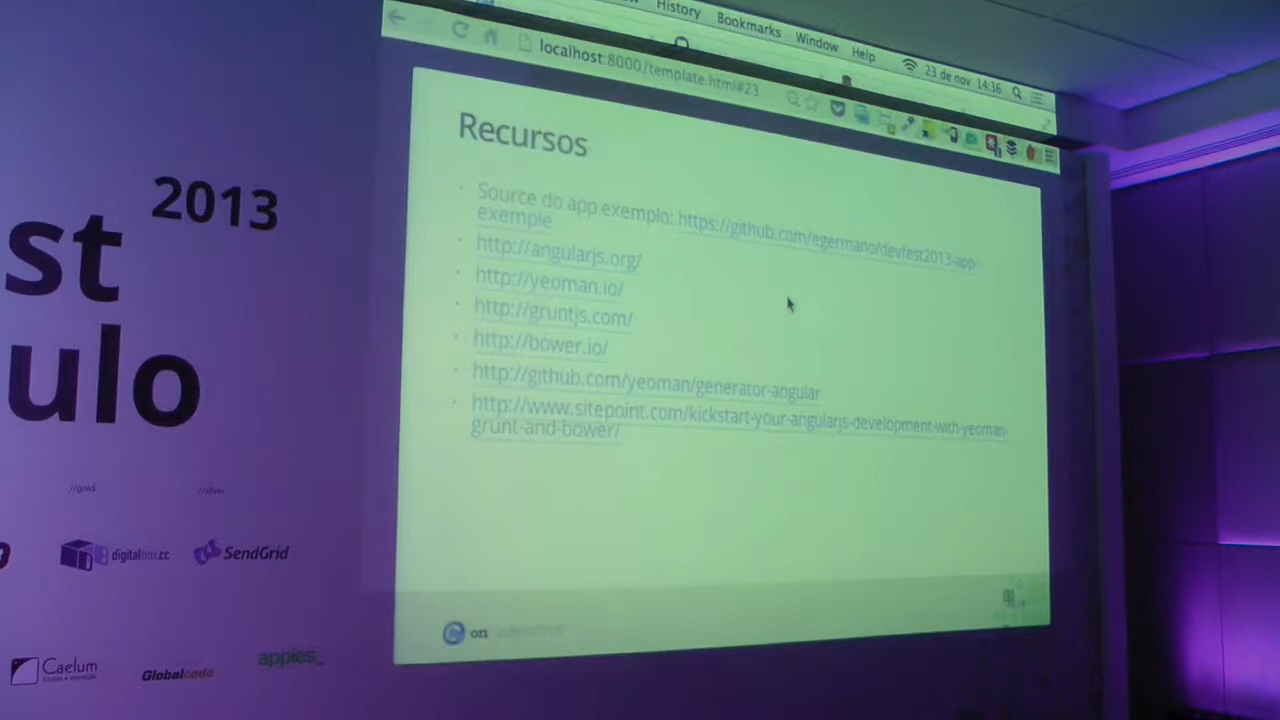 History Bookmarks Window Help 23 de nov 14:36
localhost:8000/template.html#23
Recursos
Source do app exemplo: https://github.com/egermano/devfest2013-app
exemple
http://angularjs.org/
http://yeoman.io/
http://gruntjs.com/
http://bower.io/
http://github.com/yeoman/generator-angular
http://www.sitepoint.com/kickstart-your-angularjs-development-with-yeoman-
grunt-and-bower/
on
2013
st
ulo
//gold //silver
digitalbox.cc SendGrid
Caelum Globalcode apples_